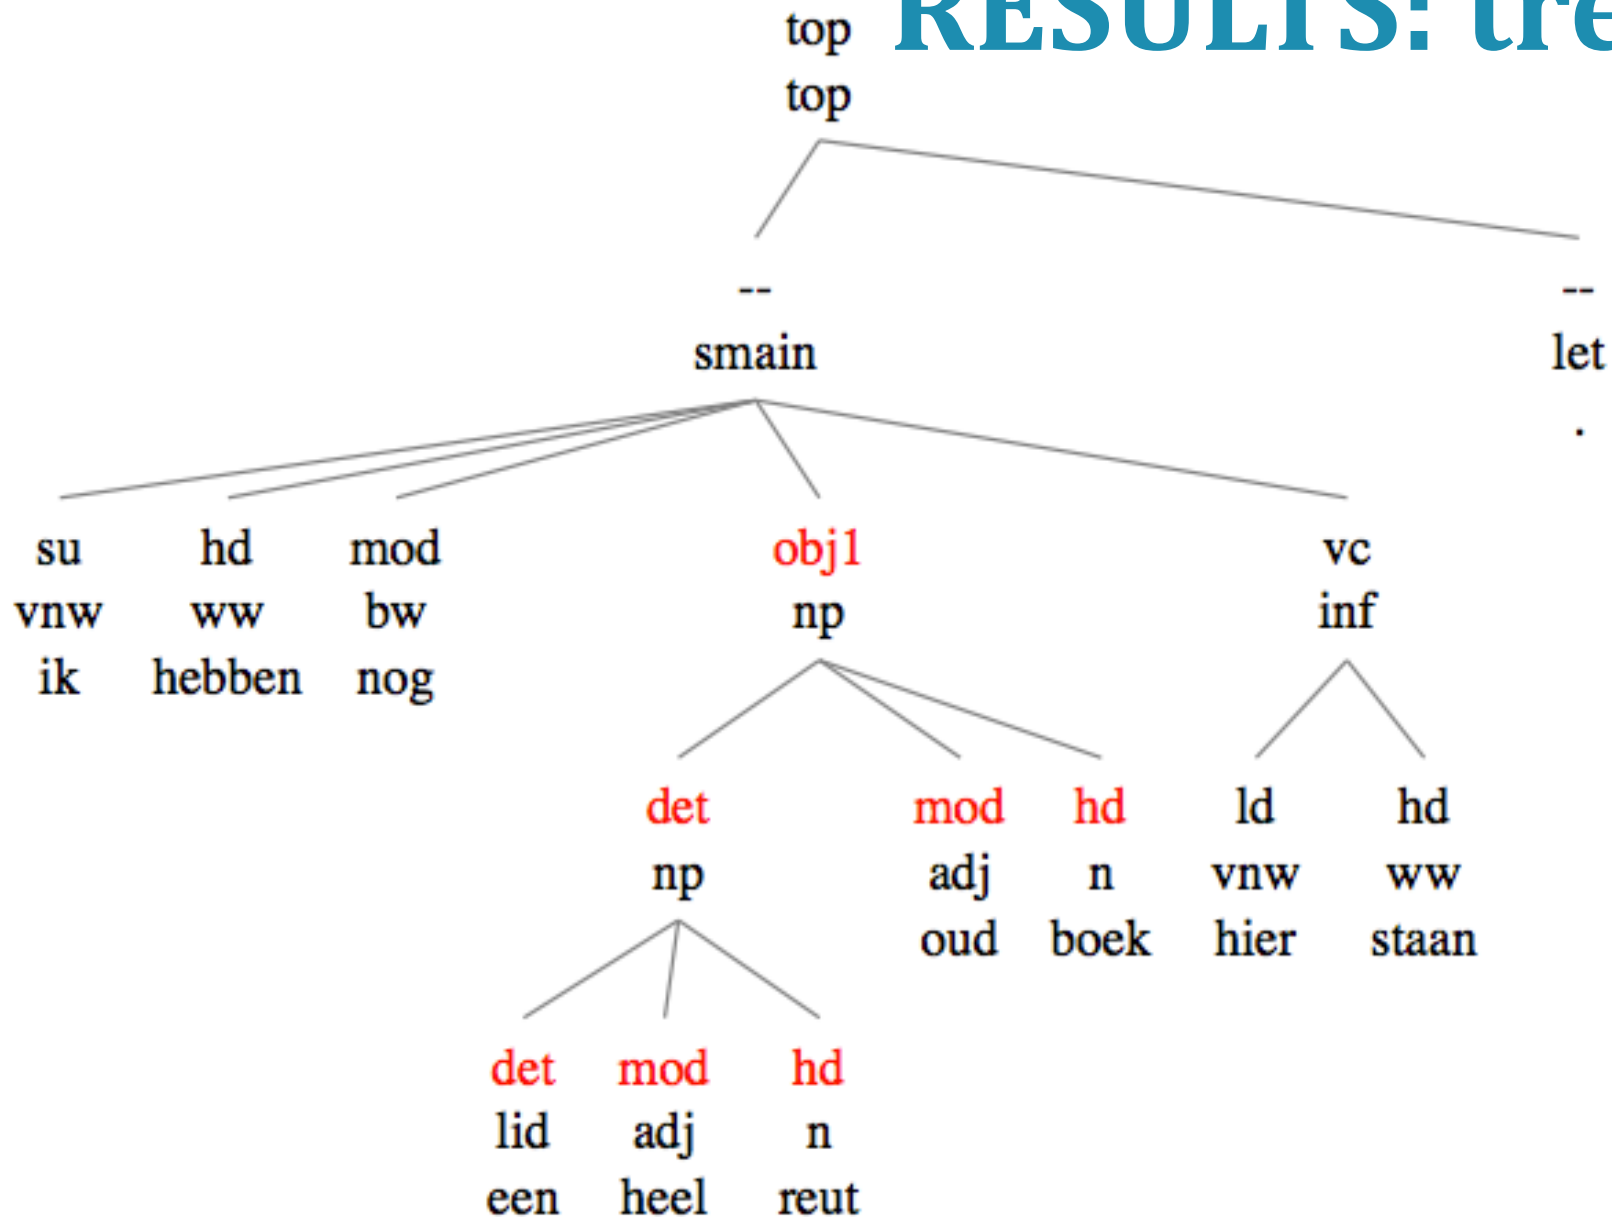 RESULTS: tre
top
top
-- --
smain let
.
su hd mod obj1 vc
vnw ww bw np inf
ik hebben nog
det mod hd ld hd
np adj n vnw ww
oud boek hier staan
det mod hd
lid adj n
een heel reut